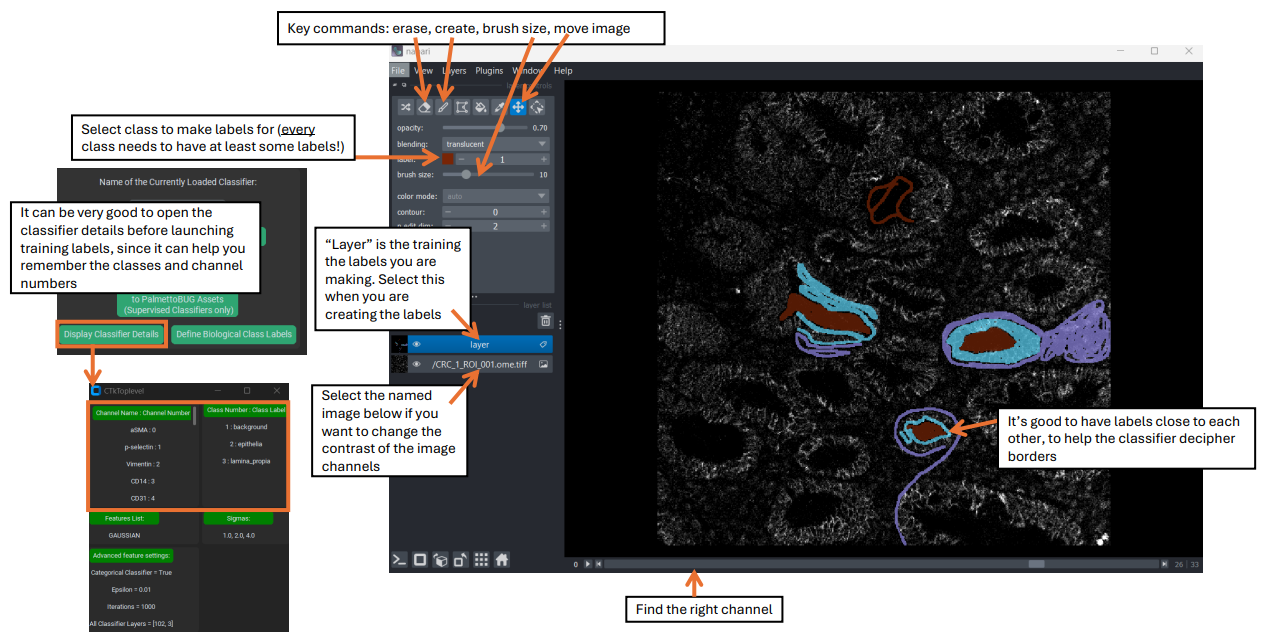 Key commands: erase, create, brush size, move image
napari
File View Layers Plugins Window Help
layer controls
opacity: 0.70
blending: translucent
label: 1
brush size: 10
color mode: auto
contour: 0
n edit dim: 2
Select class to make labels for (every
class needs to have at least some labels!)
Name of the Currently Loaded Classifier:
It can be very good to open the
classifier details before launching
training labels, since it can help you
remember the classes and channel
numbers
to PalmettoBUG Assets
(Supervised Classifiers only)
Display Classifier Details
Define Biological Class Labels
“Layer” is the training
the labels you are
making. Select this
when you are
creating the labels
layer list
layer
/CRC_1_ROI_001.ome.tiff
Select the named
image below if you
want to change the
contrast of the image
channels
It’s good to have labels close to each
other, to help the classifier decipher
borders
CTkToplevel
Channel Name : Channel Number
aSMA : 0
p-selectin : 1
Vimentin : 2
CD14 : 3
CD31 : 4
Class Number : Class Label
1 : background
2 : epithelia
3 : lamina_propia
Features List:
GAUSSIAN
Sigmas:
1.0, 2.0, 4.0
Advanced feature settings:
Categorical Classifier = True
Epsilon = 0.01
Iterations = 1000
All Classifier Layers = [102, 3]
0 26 33
Find the right channel